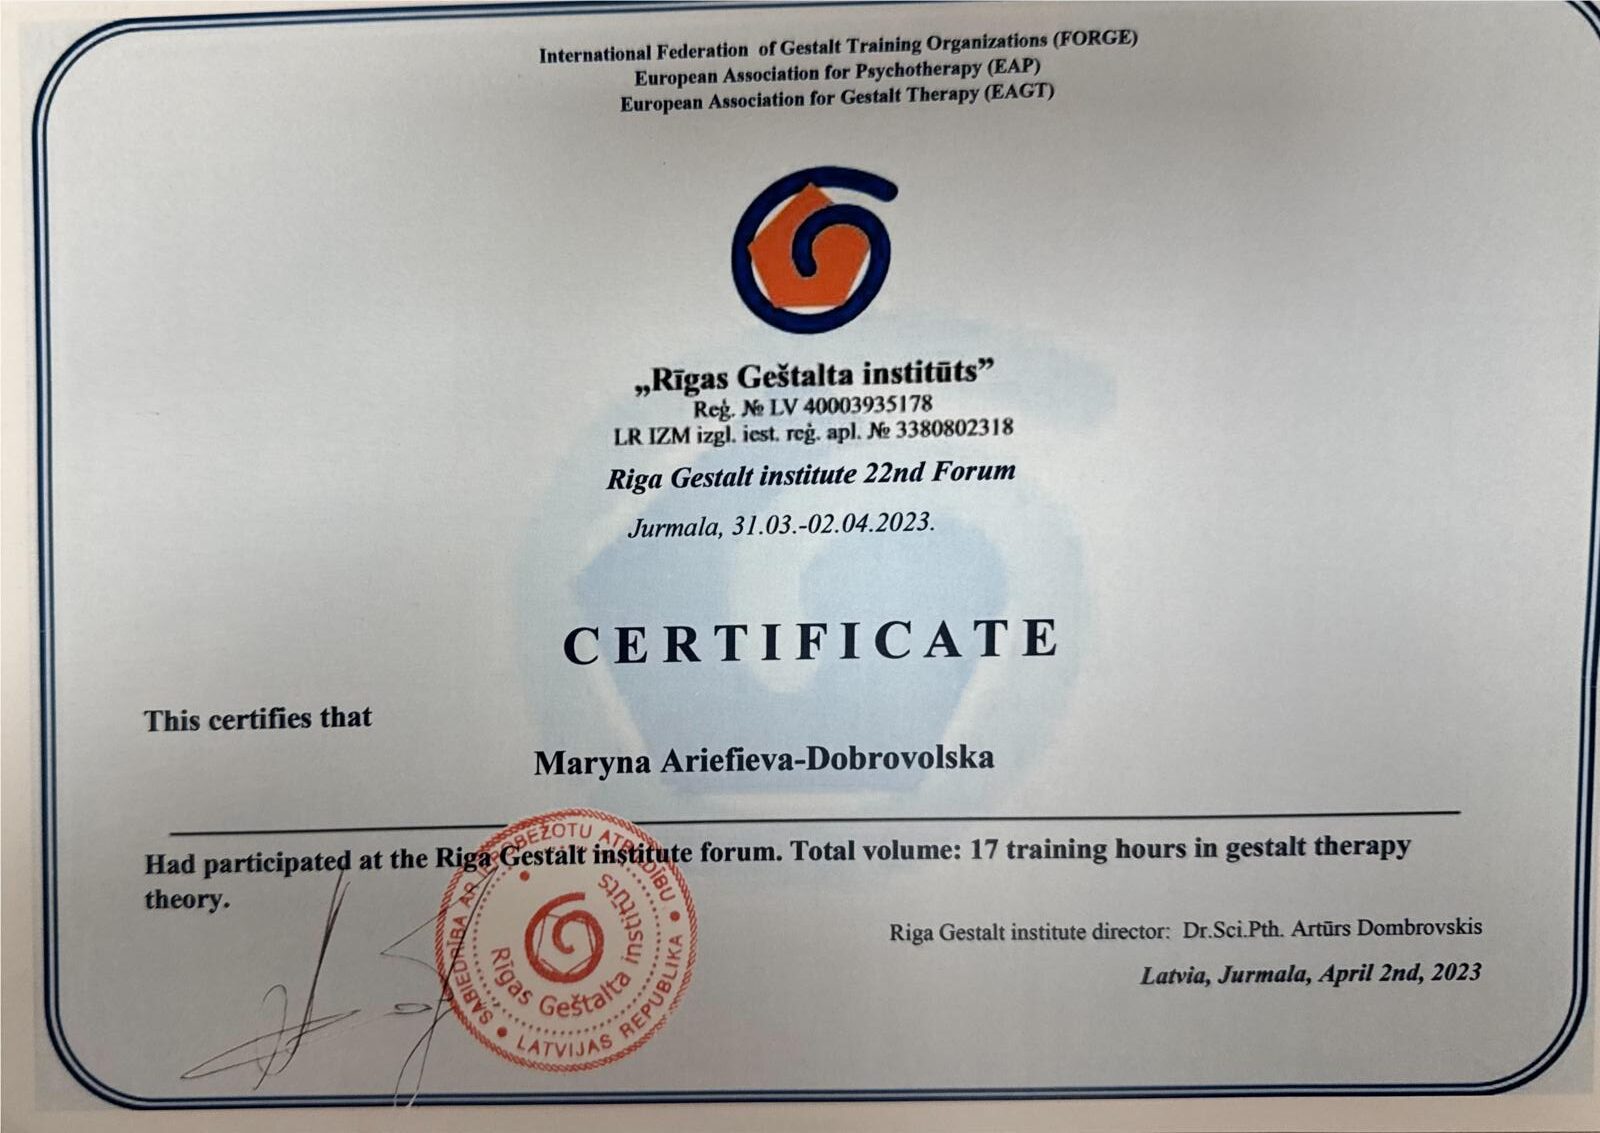 International Federation of Gestalt Training Organizations (FORGE)
European Association for Psychotherapy (EAP)
European Association for Gestalt Therapy (EAGT)
„Rīgas Geštalta institūts”
Reģ. № LV 40003935178
LR IZM izgl. iest. reģ. apl. № 3380802318
Riga Gestalt institute 22nd Forum
Jurmala, 31.03.-02.04.2023.
CERTIFICATE
This certifies that
Maryna Ariefieva-Dobrovolska
Had participated at the Riga Gestalt institute forum. Total volume: 17 training hours in gestalt therapy
theory.
SABIEDRĪBA AR IEROBEŽOTU ATBILDĪBU
Rīgas Geštalta institūts
LATVIJAS REPUBLIKA
Riga Gestalt institute director: Dr.Sci.Pth. Artūrs Dombrovskis
Latvia, Jurmala, April 2nd, 2023